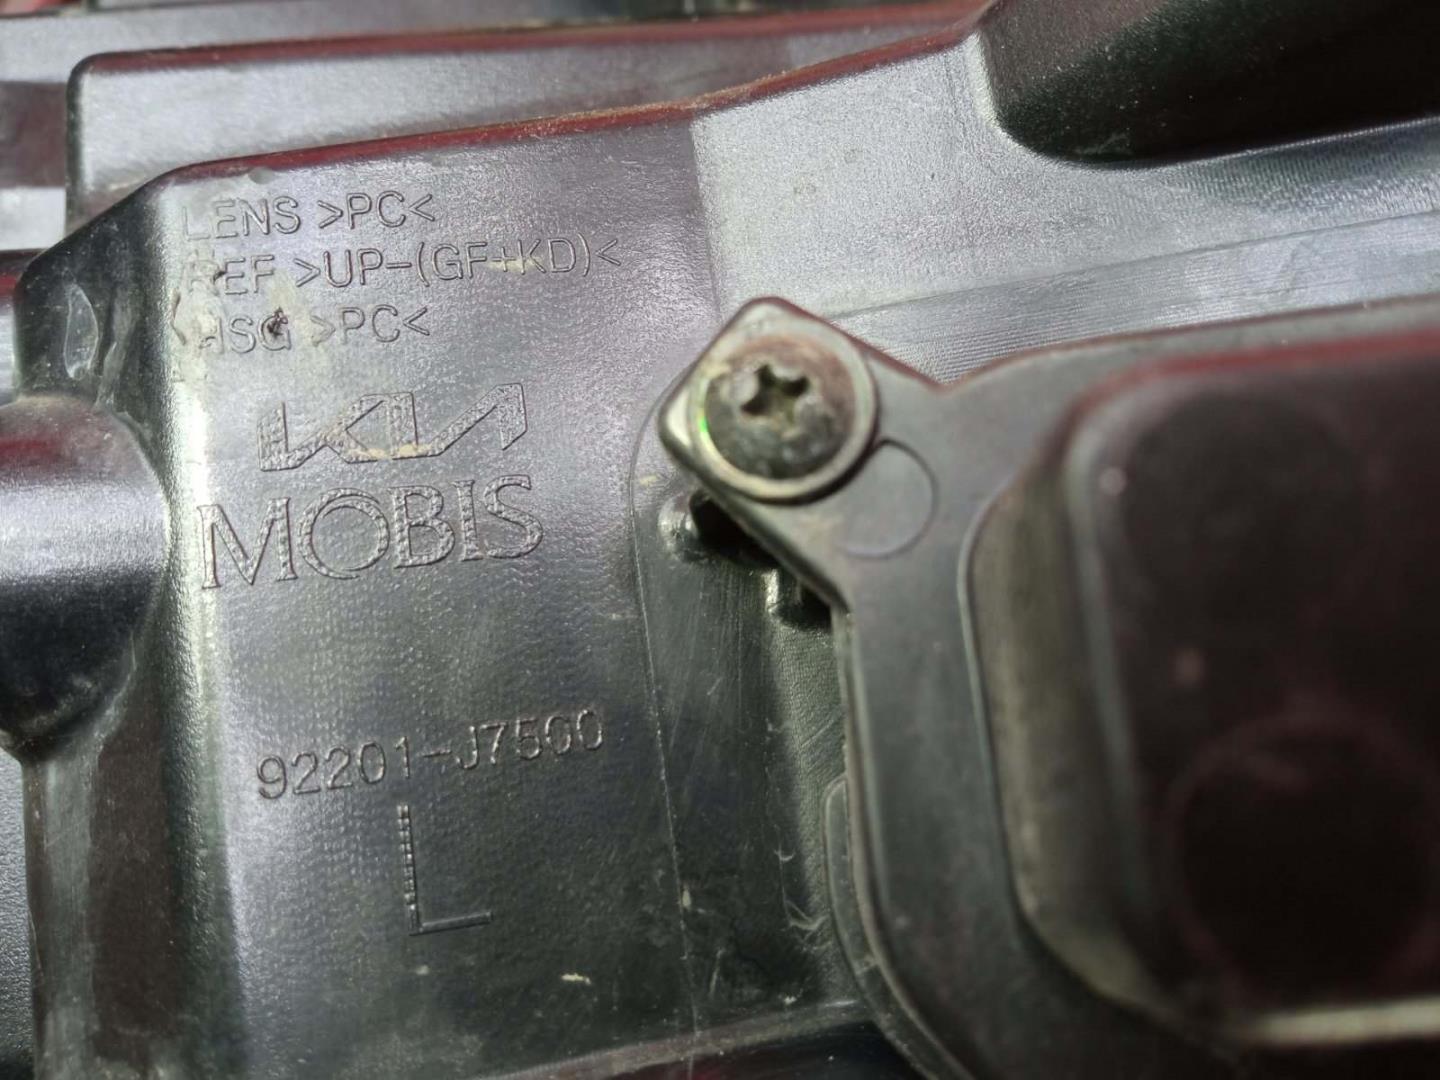 LENS >PC<
REF >UP-(GF+KD)<
HSG >PC<
KIA
MOBIS
92201-J7500
L